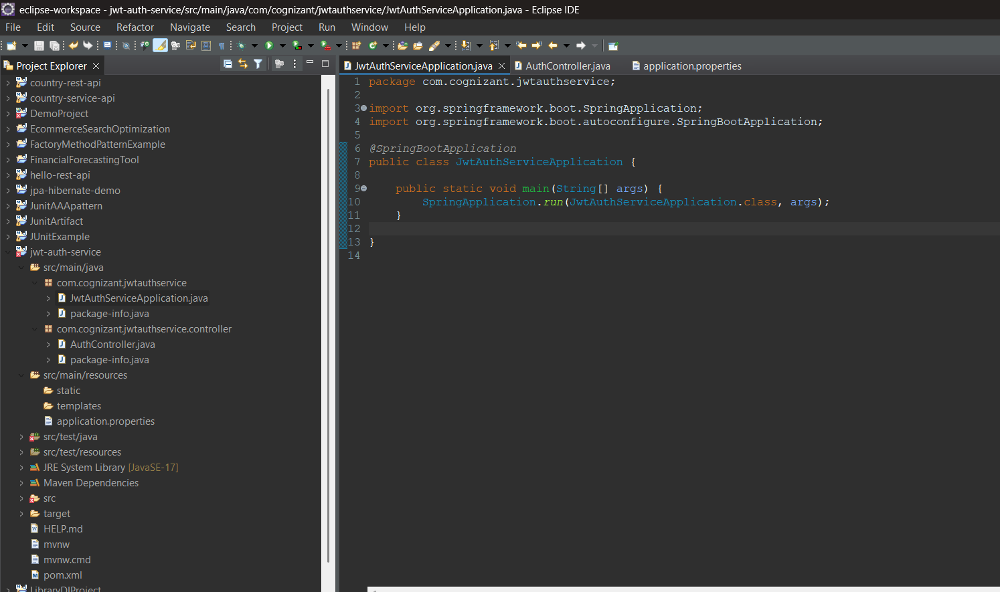 eclipse-workspace - jwt-auth-service/src/main/java/com/cognizant/jwtauthservice/JwtAuthServiceApplication.java - Eclipse IDE
File Edit Source Refactor Navigate Search Project Run Window Help
Project Explorer
country-rest-api
country-service-api
DemoProject
EcommerceSearchOptimization
FactoryMethodPatternExample
FinancialForecastingTool
hello-rest-api
jpa-hibernate-demo
JunitAAApattern
JunitArtifact
JUnitExample
jwt-auth-service
src/main/java
com.cognizant.jwtauthservice
JwtAuthServiceApplication.java
package-info.java
com.cognizant.jwtauthservice.controller
AuthController.java
package-info.java
src/main/resources
static
templates
application.properties
src/test/java
src/test/resources
JRE System Library [JavaSE-17]
Maven Dependencies
src
target
HELP.md
mvnw
mvnw.cmd
pom.xml
LibraryDIProject
JwtAuthServiceApplication.java AuthController.java application.properties
1 package com.cognizant.jwtauthservice;
2
3 import org.springframework.boot.SpringApplication;
4 import org.springframework.boot.autoconfigure.SpringBootApplication;
5
6 @SpringBootApplication
7 public class JwtAuthServiceApplication {
8
9 public static void main(String[] args) {
10 SpringApplication.run(JwtAuthServiceApplication.class, args);
11 }
12
13 }
14